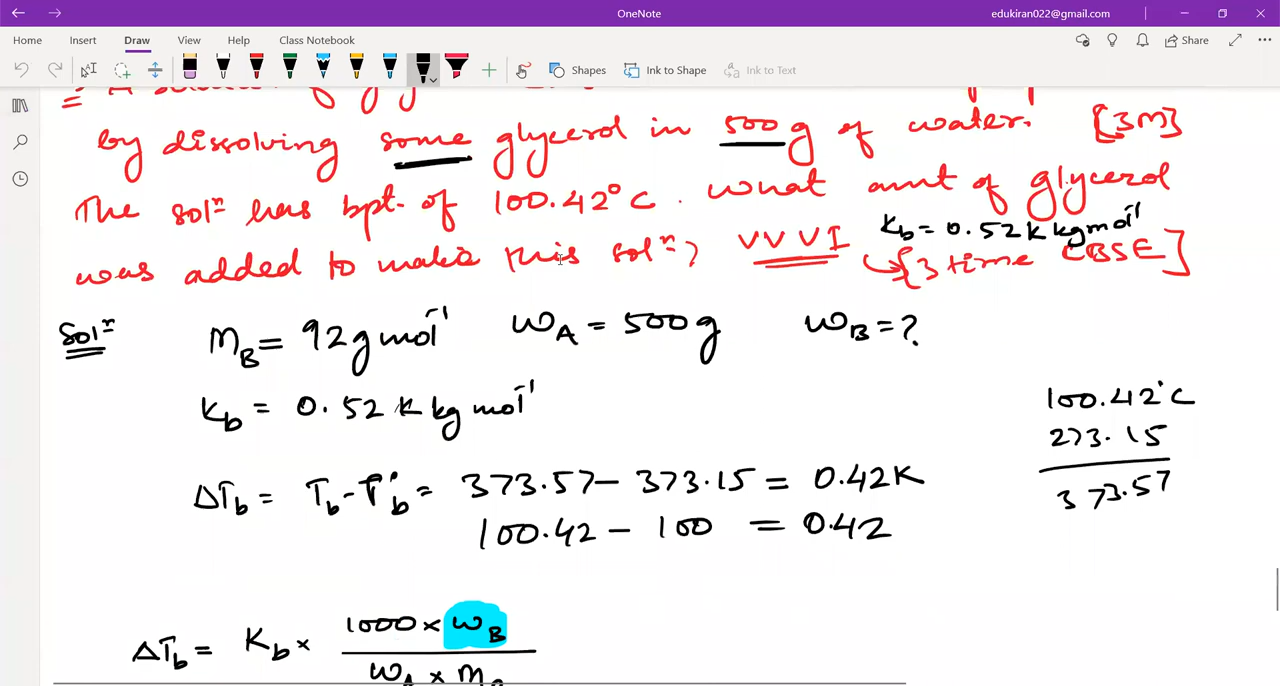 OneNote
edukiran022@gmail.com
Home Insert Draw View Help Class Notebook
Share
Shapes Ink to Shape Ink to Text
by dissolving some glycerol in 500 g of water. [3M]
The solⁿ has bpt. of 100.42°C. What amt of glycerol
Kb = 0.52 K kg mol⁻¹
was added to make this solⁿ? VVVI [3 time CBSE]
Solⁿ MB = 92 g mol⁻¹ WA = 500 g WB = ?
Kb = 0.52 K kg mol⁻¹
100.42°C
273.15
373.57
ΔTb = Tb - T°b = 373.57 - 373.15 = 0.42 K
100.42 - 100 = 0.42
ΔTb = Kb × 1000 × WB
WA × MB